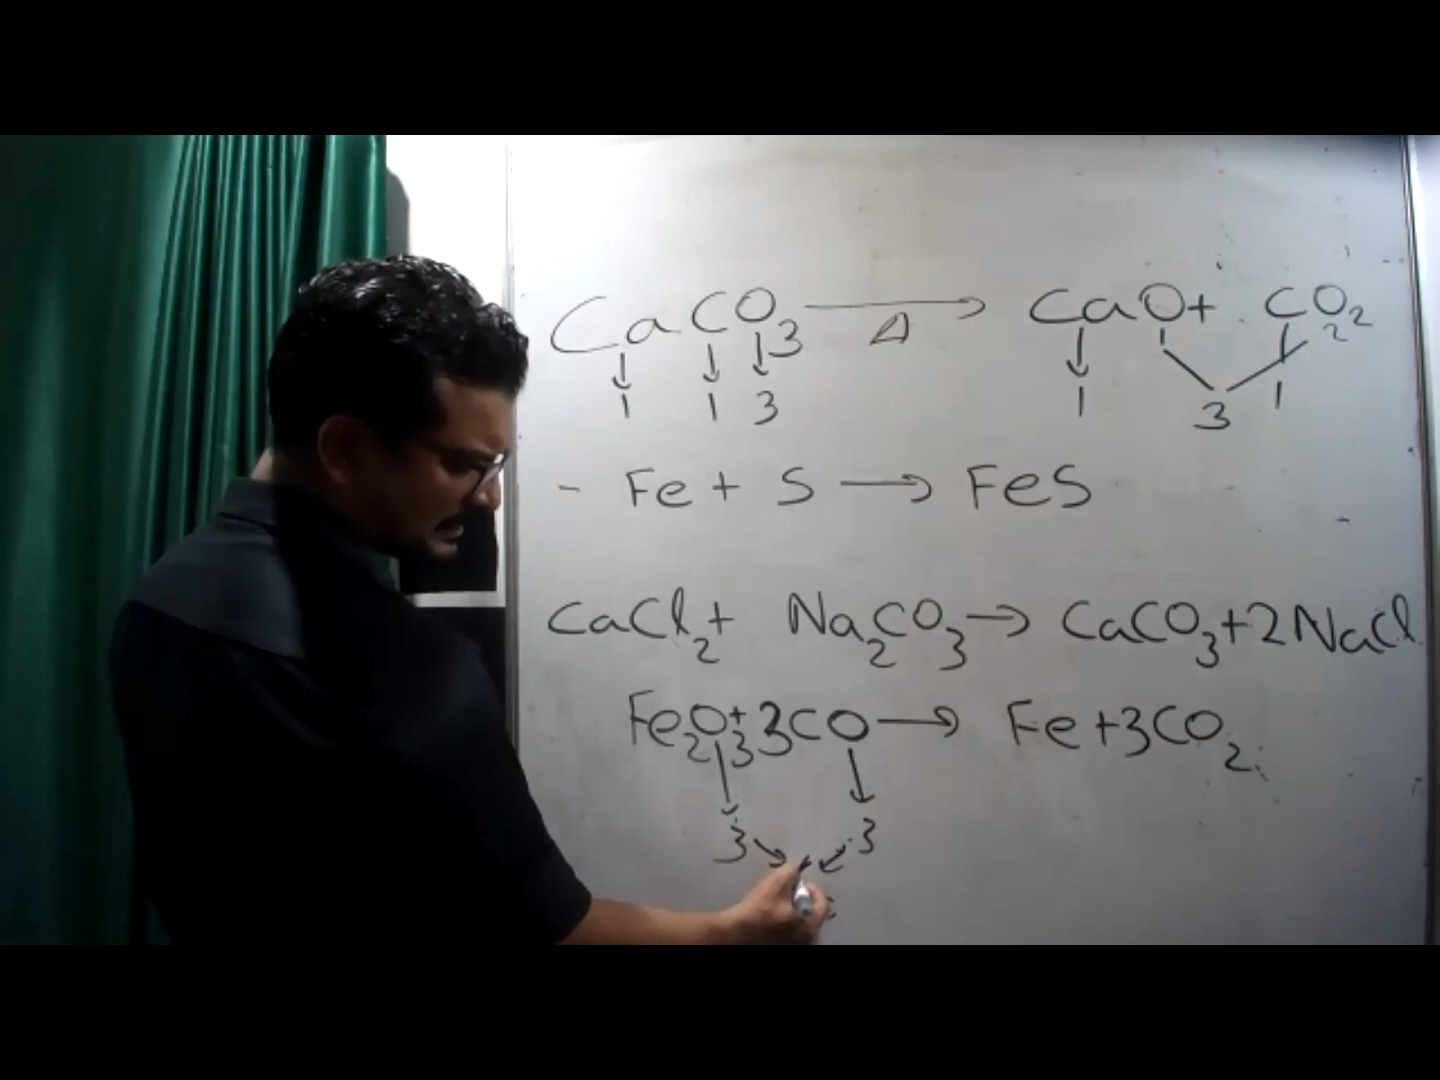 CaCO3 → CaO + CO2
Δ 2
1 1 3 1 3 1
- Fe + S → FeS
CaCl2 + Na2CO3 → CaCO3 + 2NaCl
Fe2O3 + 3CO → Fe + 3CO2
3 3